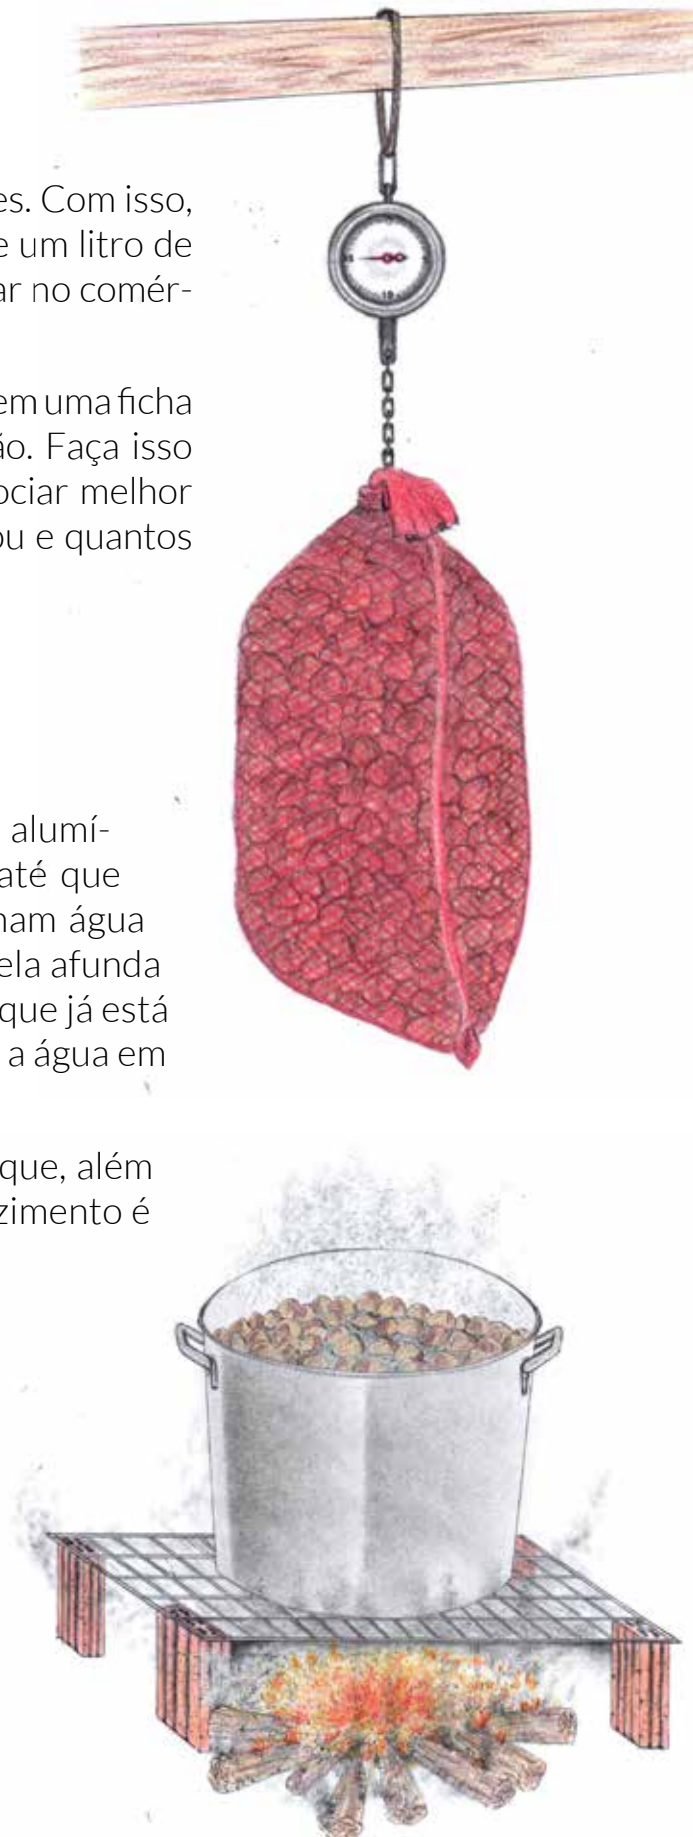 es. Com isso,
e um litro de
ar no comér-
em uma ficha
ão. Faça isso
ociar melhor
ou e quantos
alumí-
até que
nam água
ela afunda
que já está
a água em
que, além
zimento é